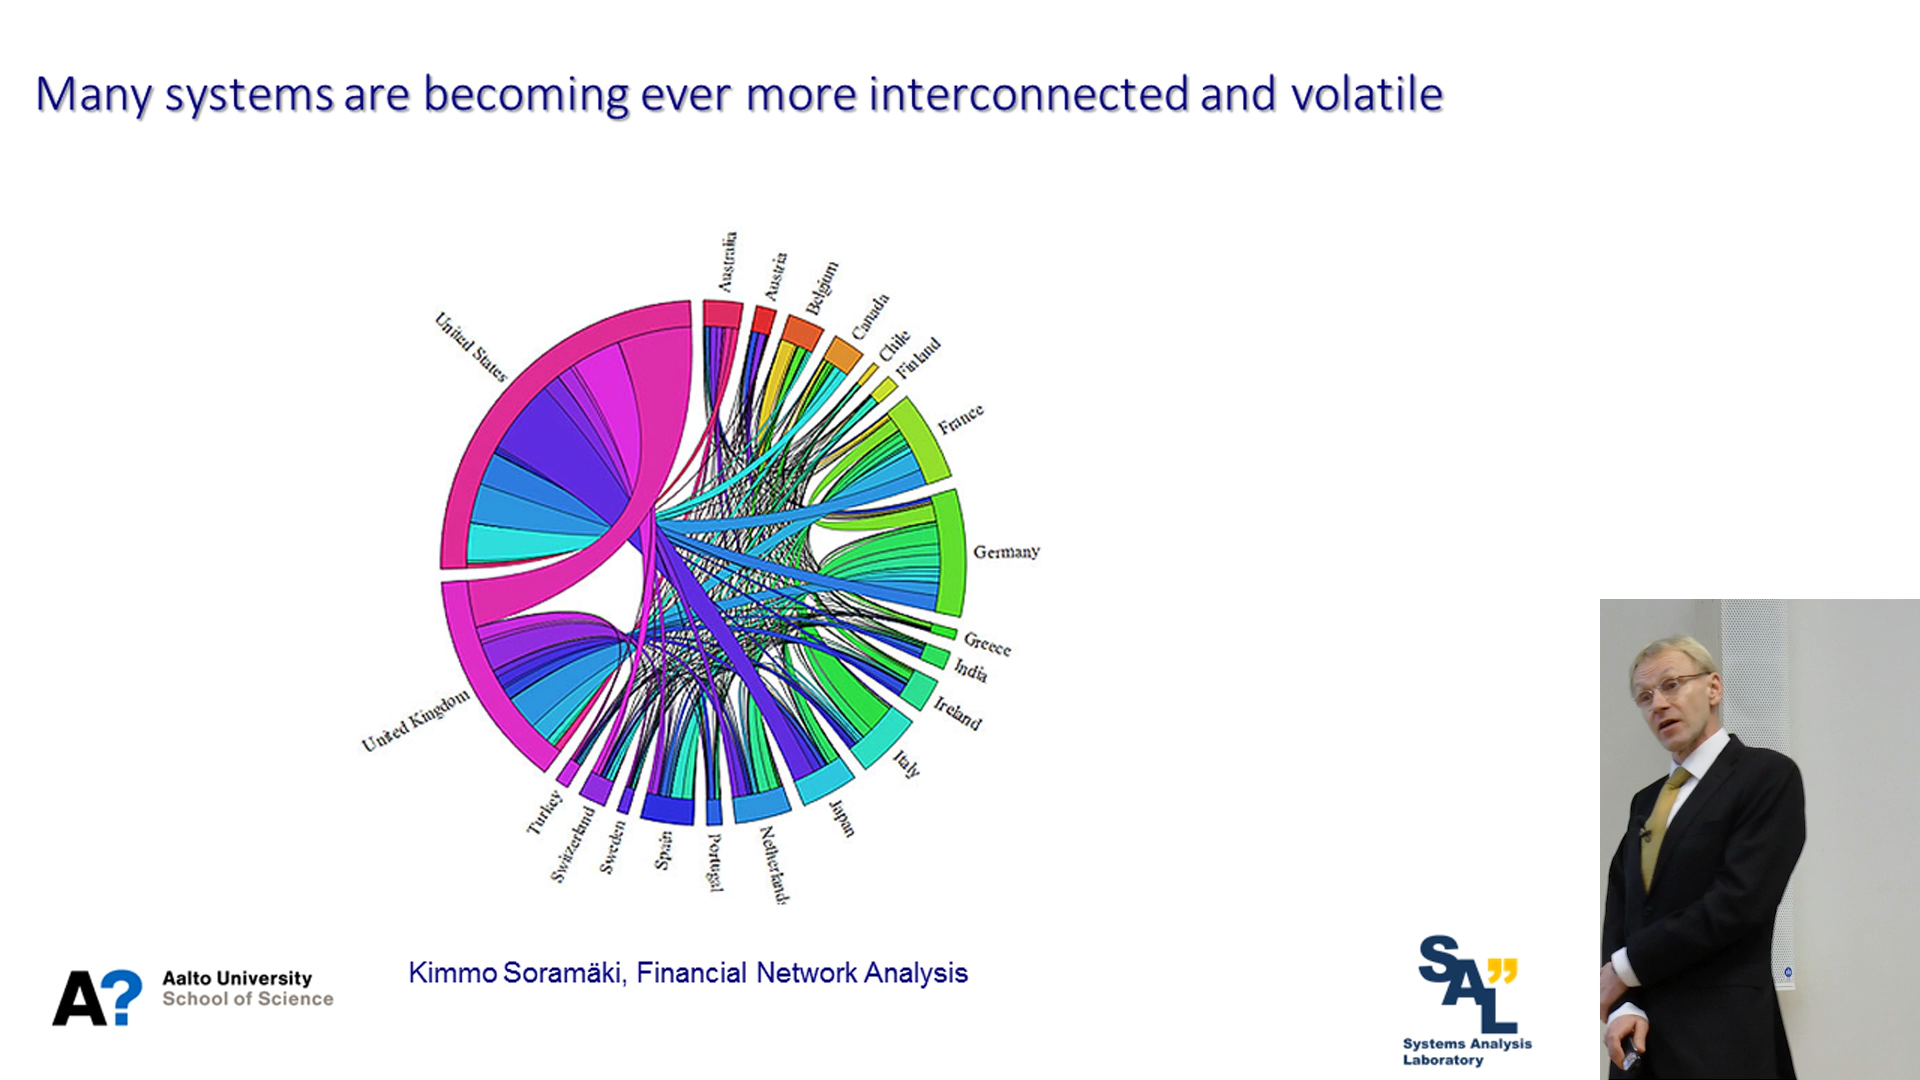 Many systems are becoming ever more interconnected and volatile
Australia
Austria
Belgium
Canada
Chile
Finland
France
Germany
Greece
India
Ireland
Italy
Japan
Netherlands
Portugal
Spain
Sweden
Switzerland
Turkey
United Kingdom
United States
Kimmo Soramäki, Financial Network Analysis
A?
Aalto University
School of Science
SAL
Systems Analysis
Laboratory